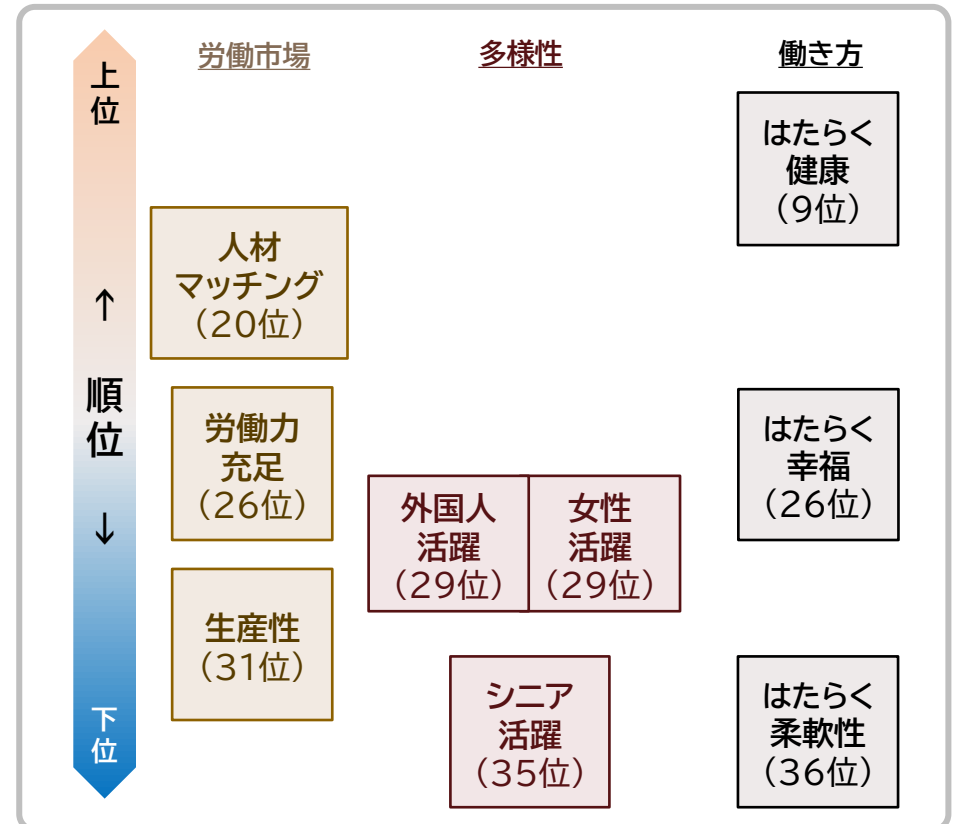 上位
↑
順位
↓
下位
労働市場
人材
マッチング
(20位)
労働力
充足
(26位)
生産性
(31位)
多様性
外国人
活躍
(29位)
女性
活躍
(29位)
シニア
活躍
(35位)
働き方
はたらく
健康
(9位)
はたらく
幸福
(26位)
はたらく
柔軟性
(36位)